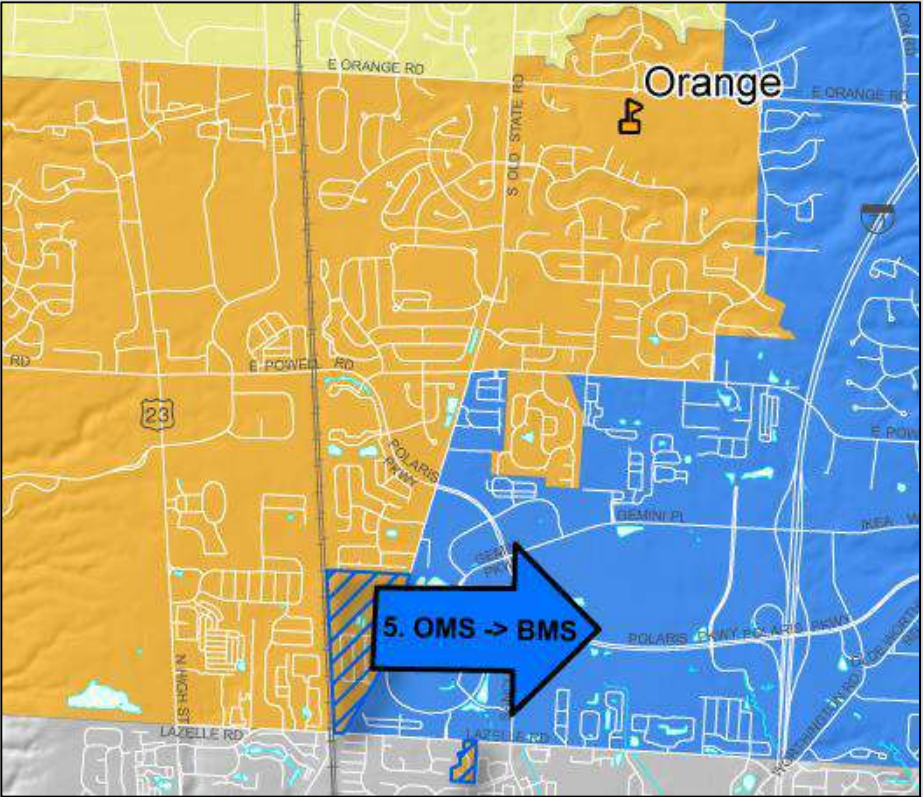 E ORANGE RD
Orange
E ORANGE RD
S OLD STATE RD
RD
E POWELL RD
23
POLARIS
PKWY
GEMINI PL
IKEA
5. OMS -> BMS
POLARIS PKWY POLARIS PKWY
N HIGH ST
LAZELLE RD
LAZELLE RD